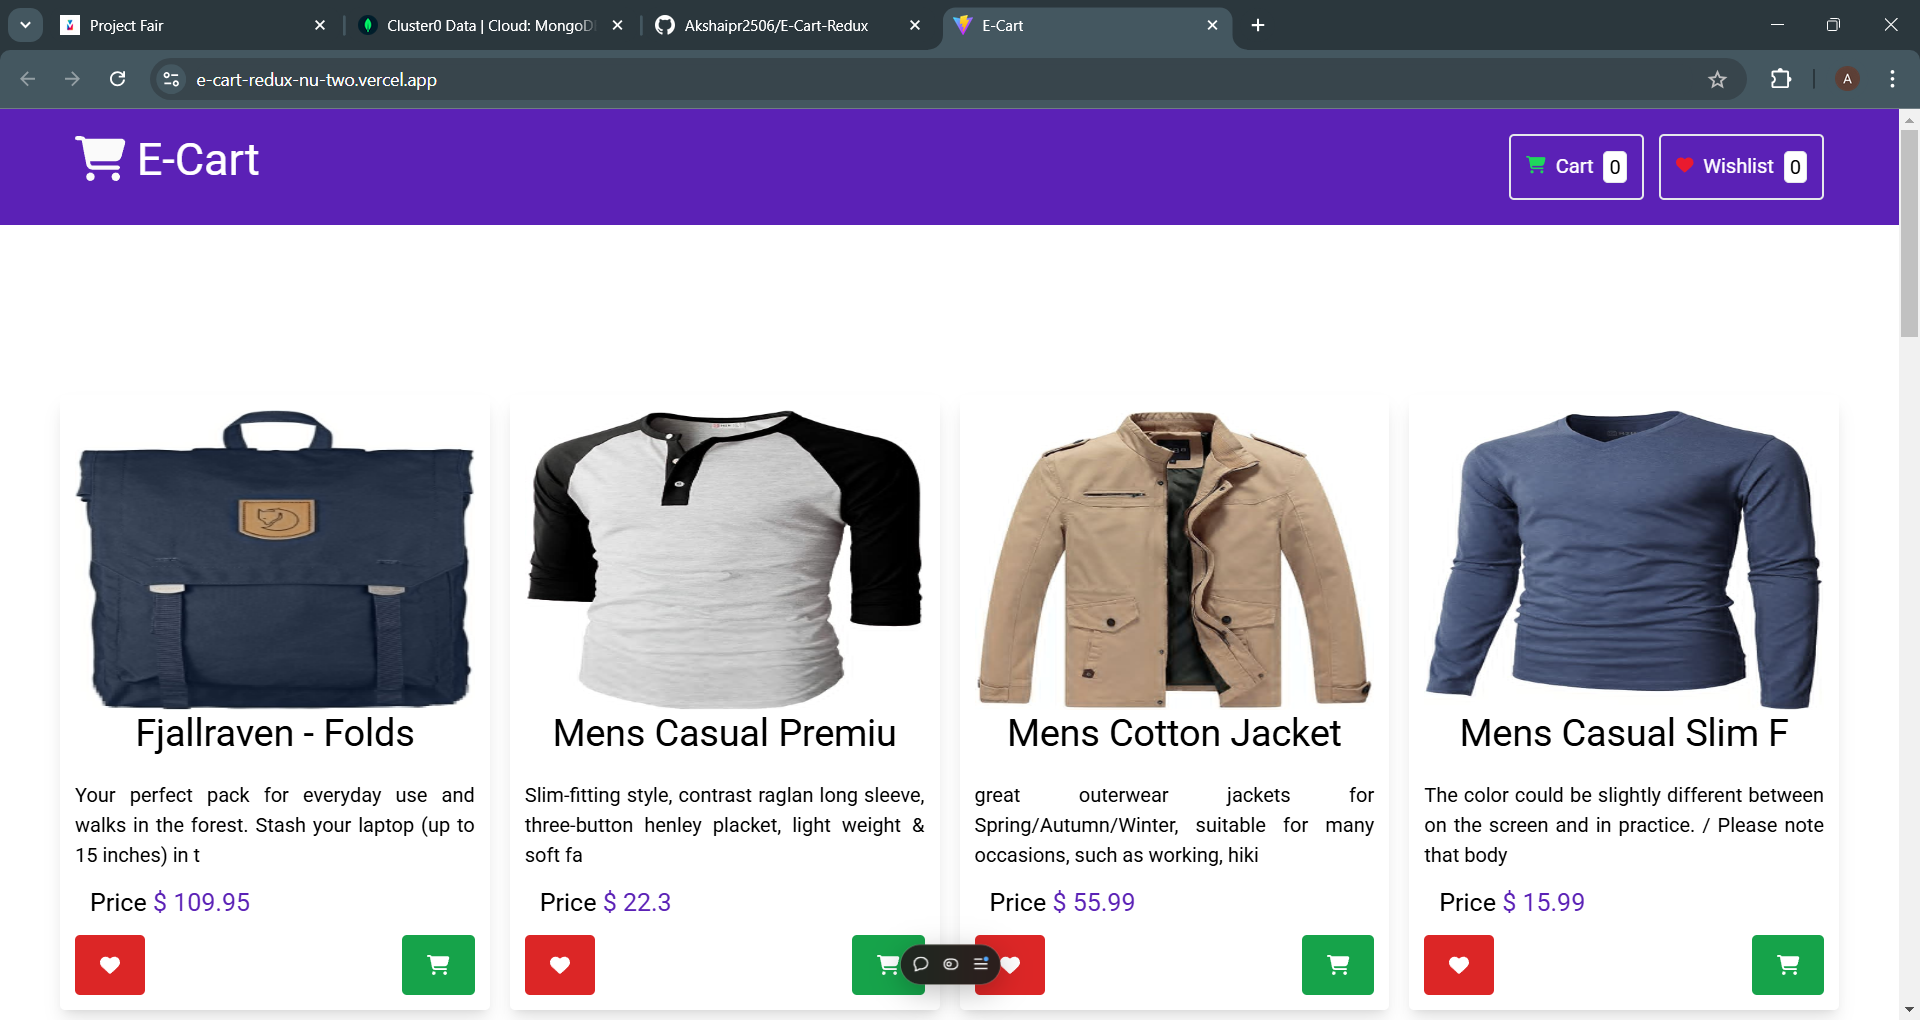 Project Fair
Cluster0 Data | Cloud: MongoD
Akshaipr2506/E-Cart-Redux
E-Cart
e-cart-redux-nu-two.vercel.app
A
E-Cart
Cart 0
Wishlist 0
Fjallraven - Folds
Your perfect pack for everyday use and
walks in the forest. Stash your laptop (up to
15 inches) in t
Price $ 109.95
Mens Casual Premiu
Slim-fitting style, contrast raglan long sleeve,
three-button henley placket, light weight &
soft fa
Price $ 22.3
Mens Cotton Jacket
great outerwear jackets for
Spring/Autumn/Winter, suitable for many
occasions, such as working, hiki
Price $ 55.99
Mens Casual Slim F
The color could be slightly different between
on the screen and in practice. / Please note
that body
Price $ 15.99